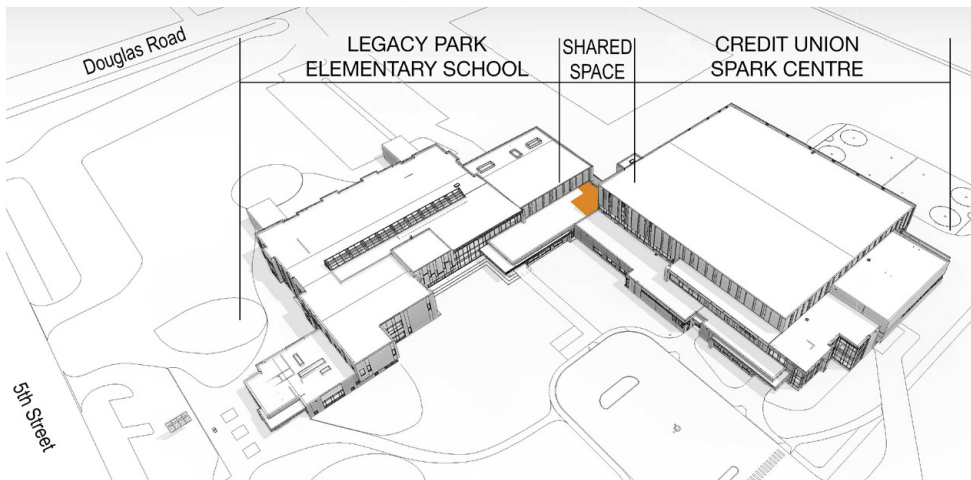 Douglas Road
LEGACY PARK
ELEMENTARY SCHOOL
SHARED
SPACE
CREDIT UNION
SPARK CENTRE
5th Street